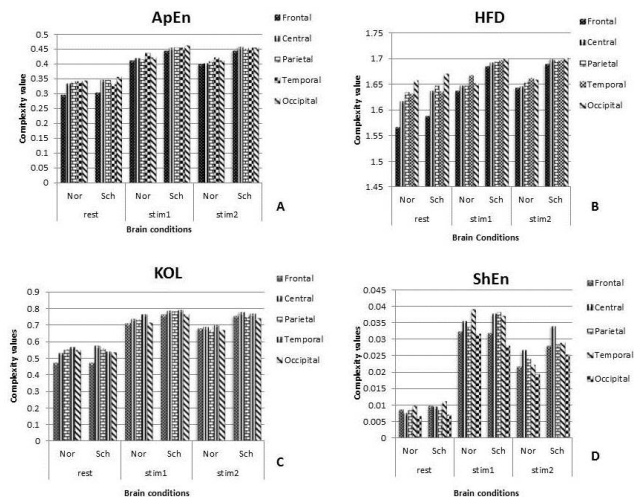 ApEn
Complexity value
0.5
0.45
0.4
0.35
0.3
0.25
0.2
0.15
0.1
0.05
0
Nor Sch Nor Sch Nor Sch
rest stim1 stim2
Brain conditions
Frontal
Central
Parietal
Temporal
Occipital
A
HFD
Complexity value
1.75
1.7
1.65
1.6
1.55
1.5
1.45
Nor Sch Nor Sch Nor Sch
rest stim1 stim2
Brain Conditions
Frontal
Central
Parietal
Temporal
Occipital
B
KOL
Complexity values
0.9
0.8
0.7
0.6
0.5
0.4
0.3
0.2
0.1
0
Nor Sch Nor Sch Nor Sch
rest stim1 stim2
Brain conditions
Frontal
Central
Parietal
Temporal
Occipital
C
ShEn
Complexity values
0.045
0.04
0.035
0.03
0.025
0.02
0.015
0.01
0.005
0
Nor Sch Nor Sch Nor Sch
rest stim1 stim2
Brain conditions
Frontal
Central
Parietal
Temporal
Occipital
D